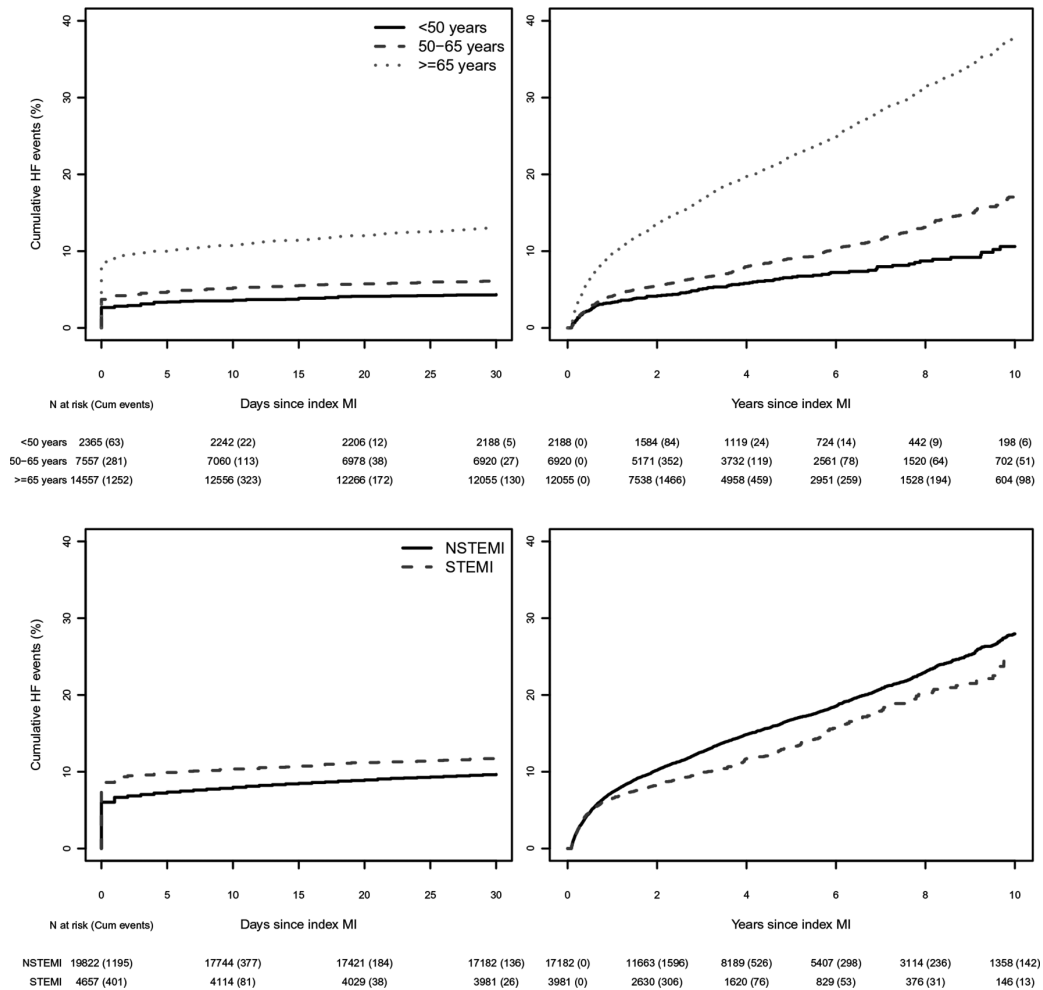 <50 years
50−65 years
>=65 years
Cumulative HF events (%)
40
30
20
10
0
0 5 10 15 20 25 30
0 2 4 6 8 10
N at risk (Cum events)
Days since index MI
Years since index MI
<50 years 2365 (63) 2242 (22) 2206 (12) 2188 (5) 2188 (0) 1584 (84) 1119 (24) 724 (14) 442 (9) 198 (6)
50−65 years 7557 (281) 7060 (113) 6978 (38) 6920 (27) 6920 (0) 5171 (352) 3732 (119) 2561 (78) 1520 (64) 702 (51)
>=65 years 14557 (1252) 12556 (323) 12266 (172) 12055 (130) 12055 (0) 7538 (1466) 4958 (459) 2951 (259) 1528 (194) 604 (98)
NSTEMI
STEMI
Cumulative HF events (%)
40
30
20
10
0
0 5 10 15 20 25 30
0 2 4 6 8 10
N at risk (Cum events)
Days since index MI
Years since index MI
NSTEMI 19822 (1195) 17744 (377) 17421 (184) 17182 (136) 17182 (0) 11663 (1596) 8189 (526) 5407 (298) 3114 (236) 1358 (142)
STEMI 4657 (401) 4114 (81) 4029 (38) 3981 (26) 3981 (0) 2630 (306) 1620 (76) 829 (53) 376 (31) 146 (13)